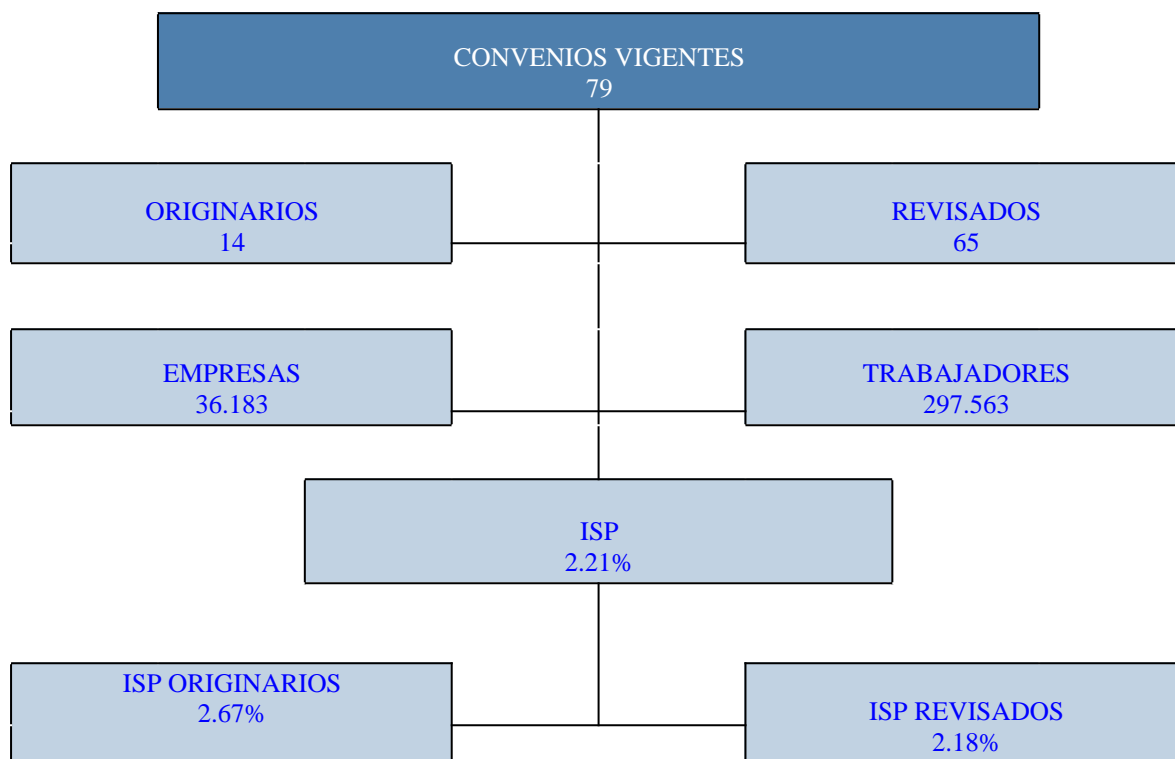 CONVENIOS VIGENTES
79
ORIGINARIOS
14
REVISADOS
65
EMPRESAS
36.183
TRABAJADORES
297.563
ISP
2.21%
ISP ORIGINARIOS
2.67%
ISP REVISADOS
2.18%